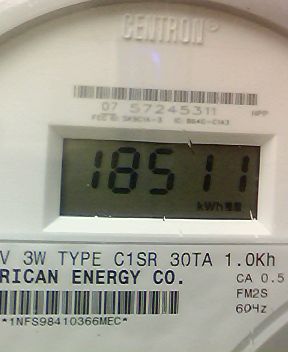 CENTRON®
07 57245311
18511
kWh
V 3W TYPE C1SR 30TA 1.0Kh
RICAN ENERGY CO.
CA 0.5
FM2S
60Hz
*1NFS98410366MEC*